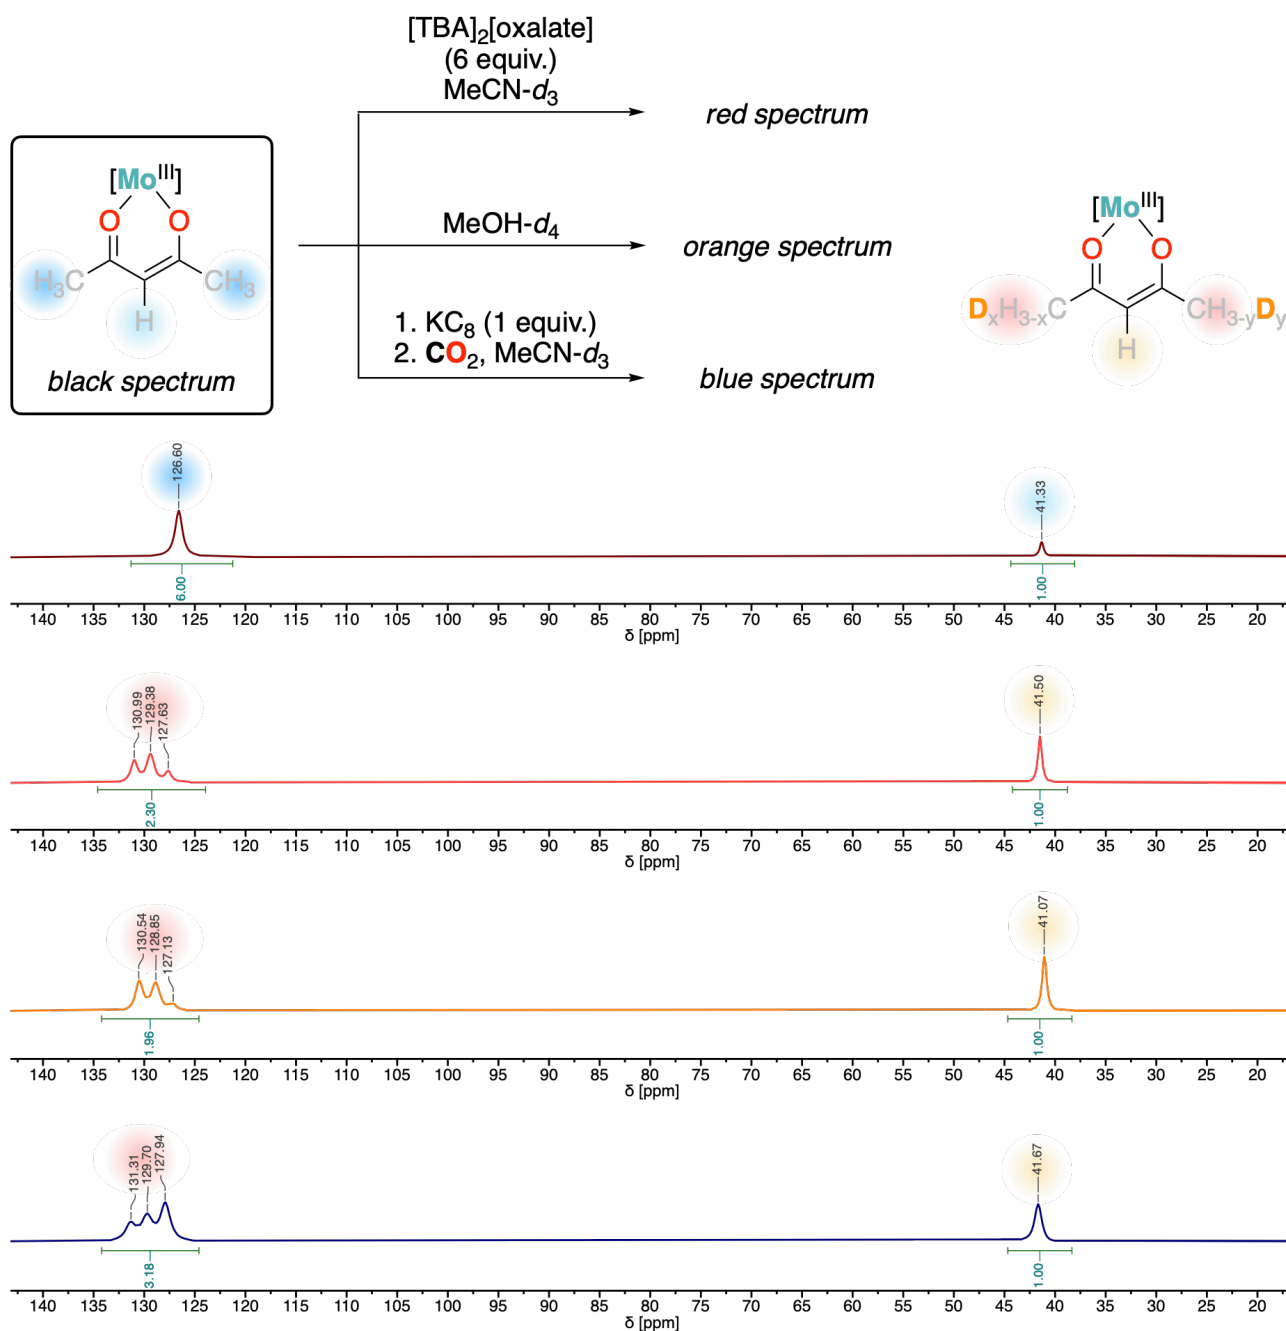 [TBA]2[oxalate]
(6 equiv.)
MeCN-d3
red spectrum
[MoIII]
O O
H3C CH3
H
black spectrum
MeOH-d4
orange spectrum
1. KC8 (1 equiv.)
2. CO2, MeCN-d3
blue spectrum
[MoIII]
O O
DxH3-xC CH3-yDy
H
126.60
41.33
6.00
1.00
140 135 130 125 120 115 110 105 100 95 90 85 80 75 70 65 60 55 50 45 40 35 30 25 20
δ [ppm]
130.99
129.38
127.63
41.50
2.30
1.00
140 135 130 125 120 115 110 105 100 95 90 85 80 75 70 65 60 55 50 45 40 35 30 25 20
δ [ppm]
130.54
128.85
127.13
41.07
1.96
1.00
140 135 130 125 120 115 110 105 100 95 90 85 80 75 70 65 60 55 50 45 40 35 30 25 20
δ [ppm]
131.31
129.70
127.94
41.67
3.18
1.00
140 135 130 125 120 115 110 105 100 95 90 85 80 75 70 65 60 55 50 45 40 35 30 25 20
δ [ppm]